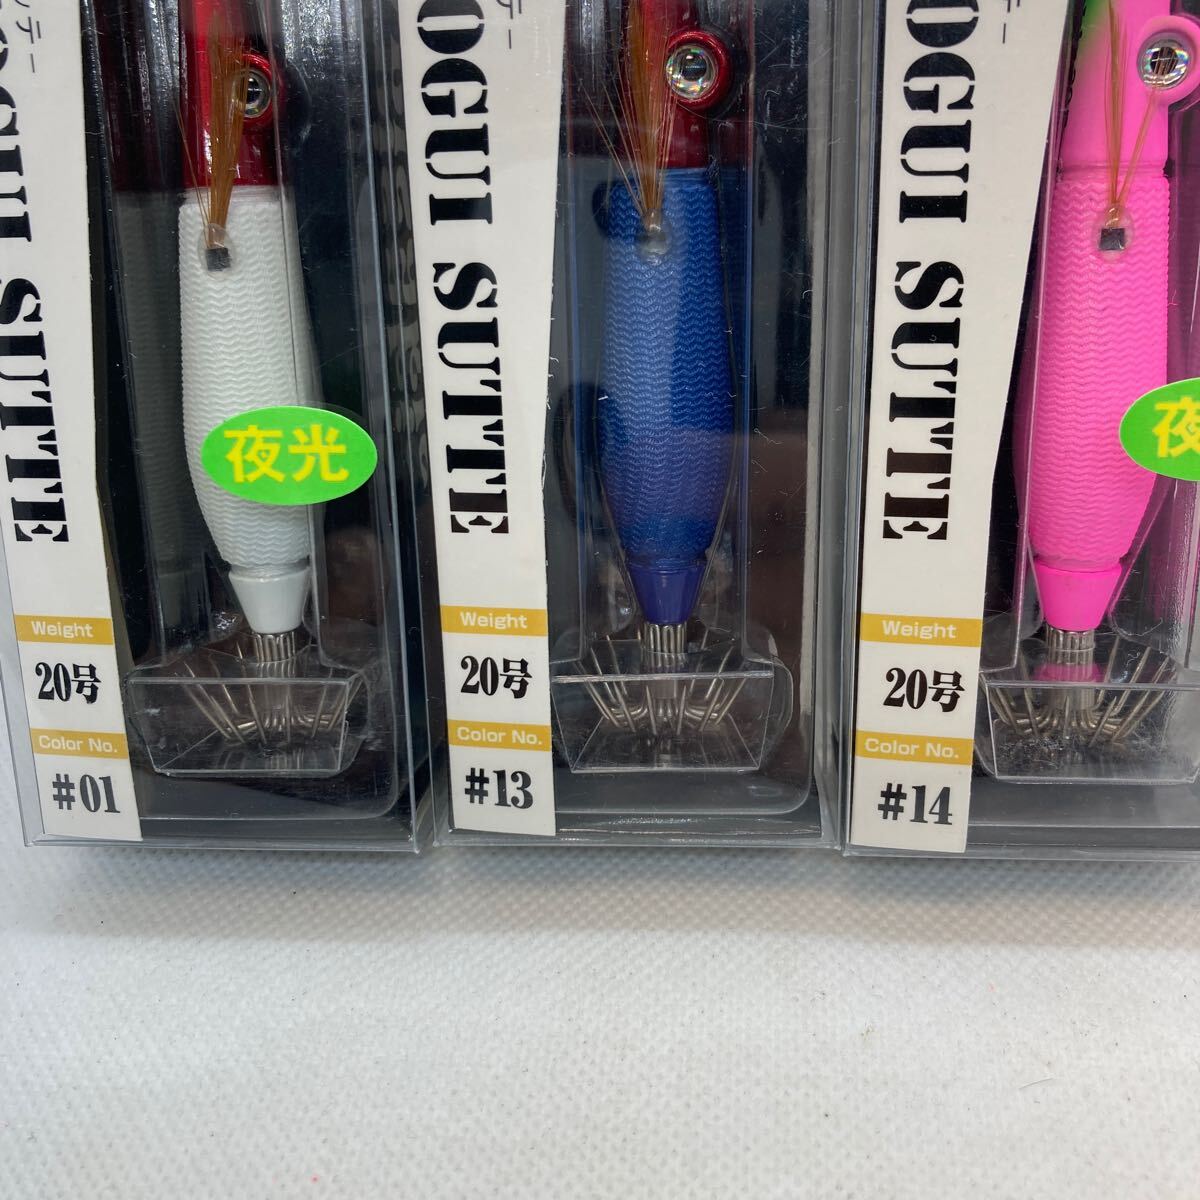 OGUI SUTTE
夜光
Weight
20号
Color No.
#01
OGUI SUTTE
Weight
20号
Color No.
#13
OGUI SUTTE
夜
Weight
20号
Color No.
#14